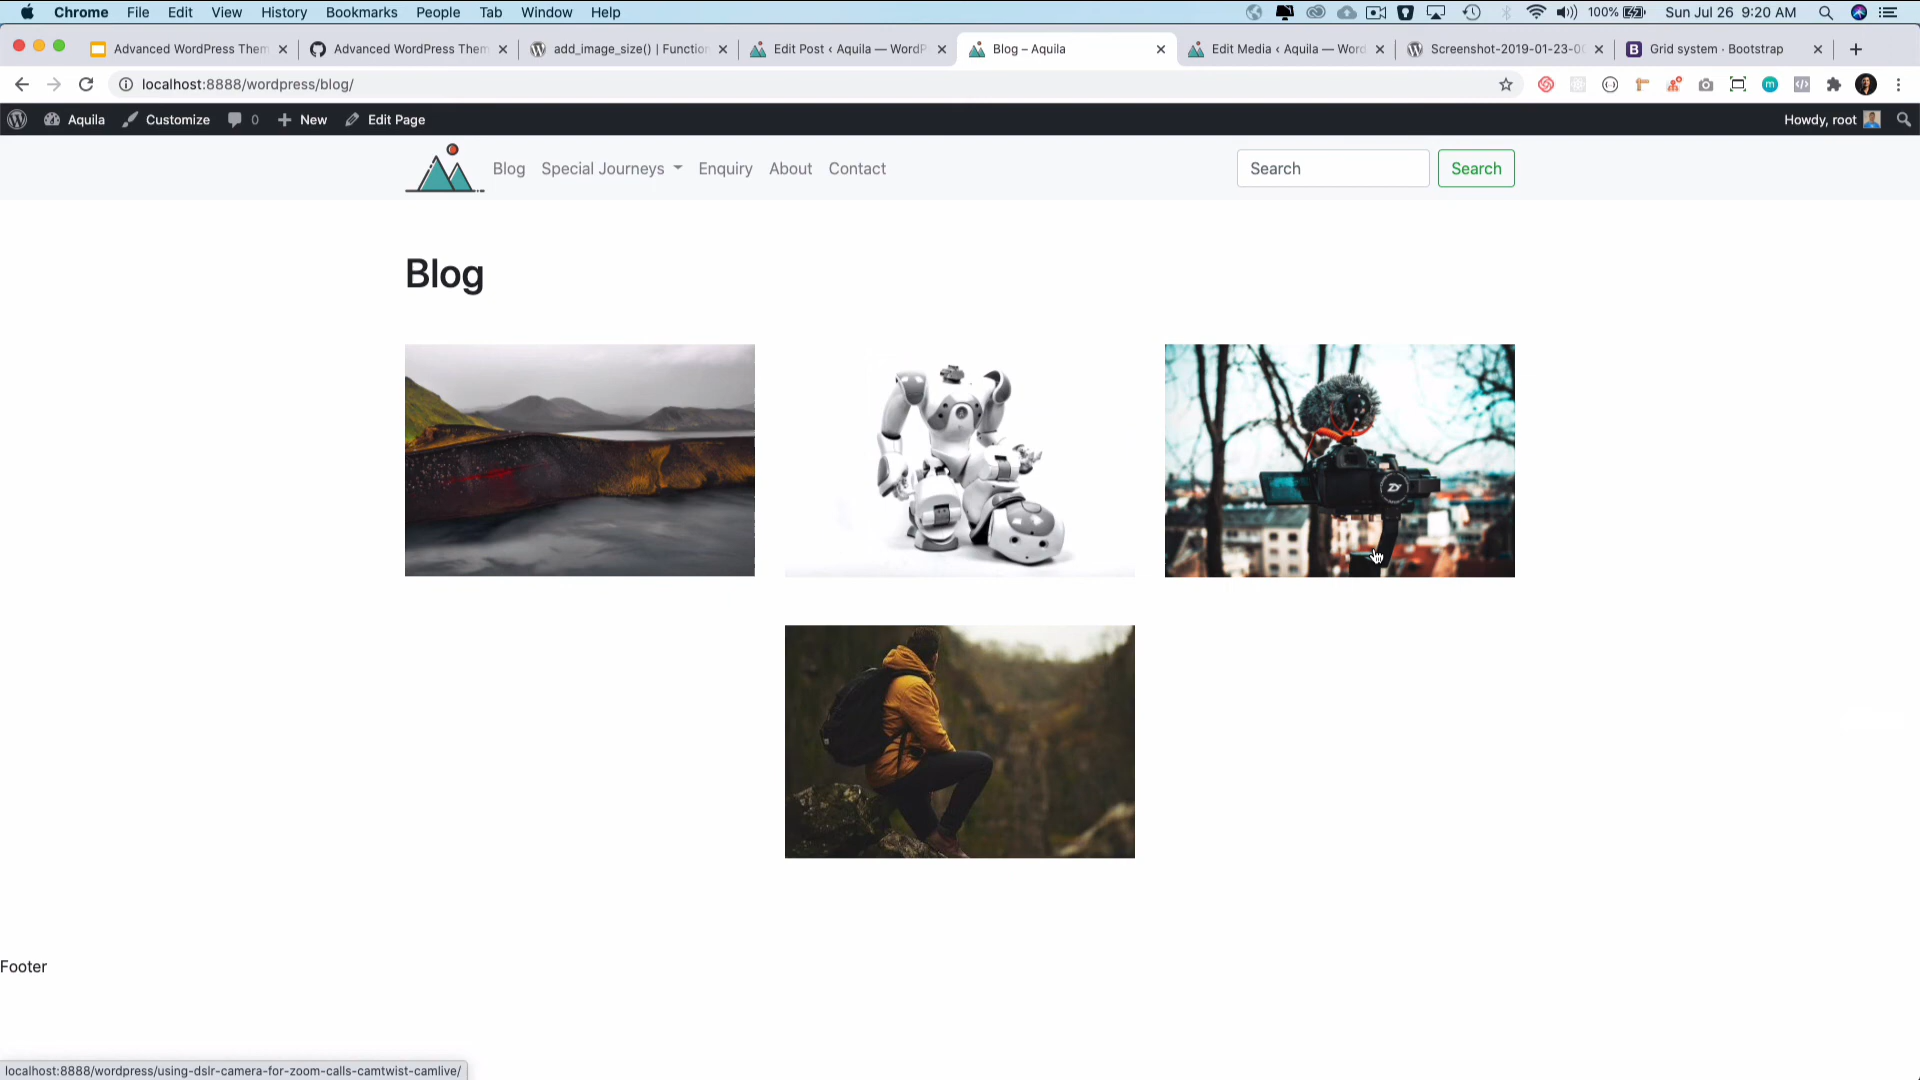 Chrome File Edit View History Bookmarks People Tab Window Help 100% Sun Jul 26 9:20 AM
Advanced WordPress Them Advanced WordPress Them add_image_size() | Function Edit Post ‹ Aquila — WordP Blog – Aquila Edit Media ‹ Aquila — Word Screenshot-2019-01-23-0 Grid system · Bootstrap
localhost:8888/wordpress/blog/
Aquila Customize 0 New Edit Page Howdy, root
Blog Special Journeys Enquiry About Contact Search Search
Blog
Footer
localhost:8888/wordpress/using-dslr-camera-for-zoom-calls-camtwist-camlive/